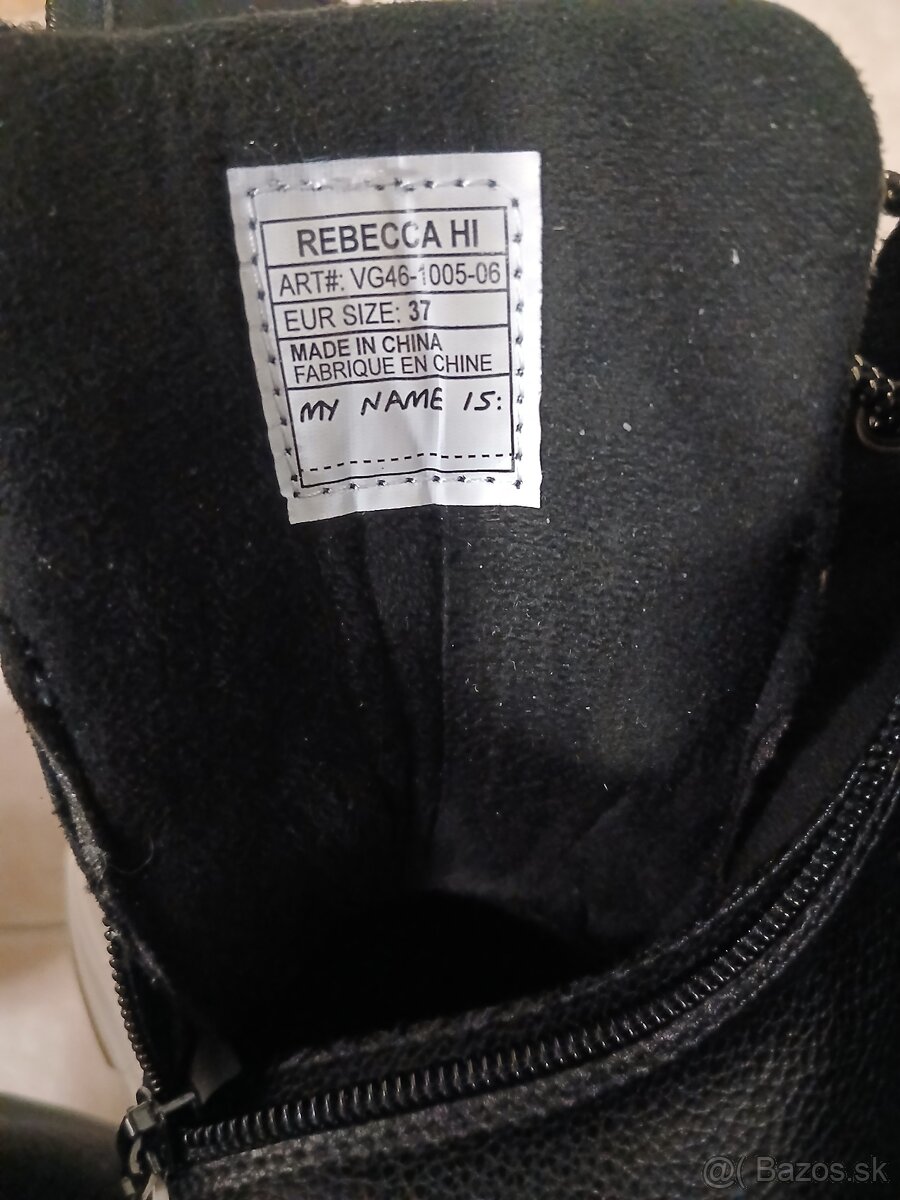 REBECCA HI
ART#: VG46-1005-06
EUR SIZE: 37
MADE IN CHINA
FABRIQUE EN CHINE
MY NAME IS:
@( Bazos.sk